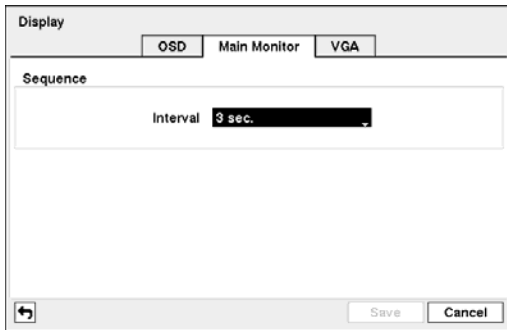 Display
OSD Main Monitor VGA
Sequence
Interval 3 sec.
Save Cancel